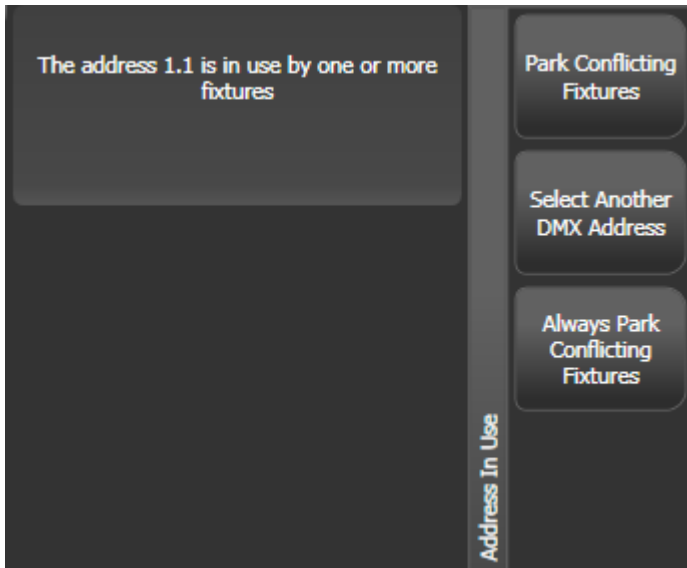 The address 1.1 is in use by one or more
fixtures
Address In Use
Park Conflicting
Fixtures
Select Another
DMX Address
Always Park
Conflicting
Fixtures